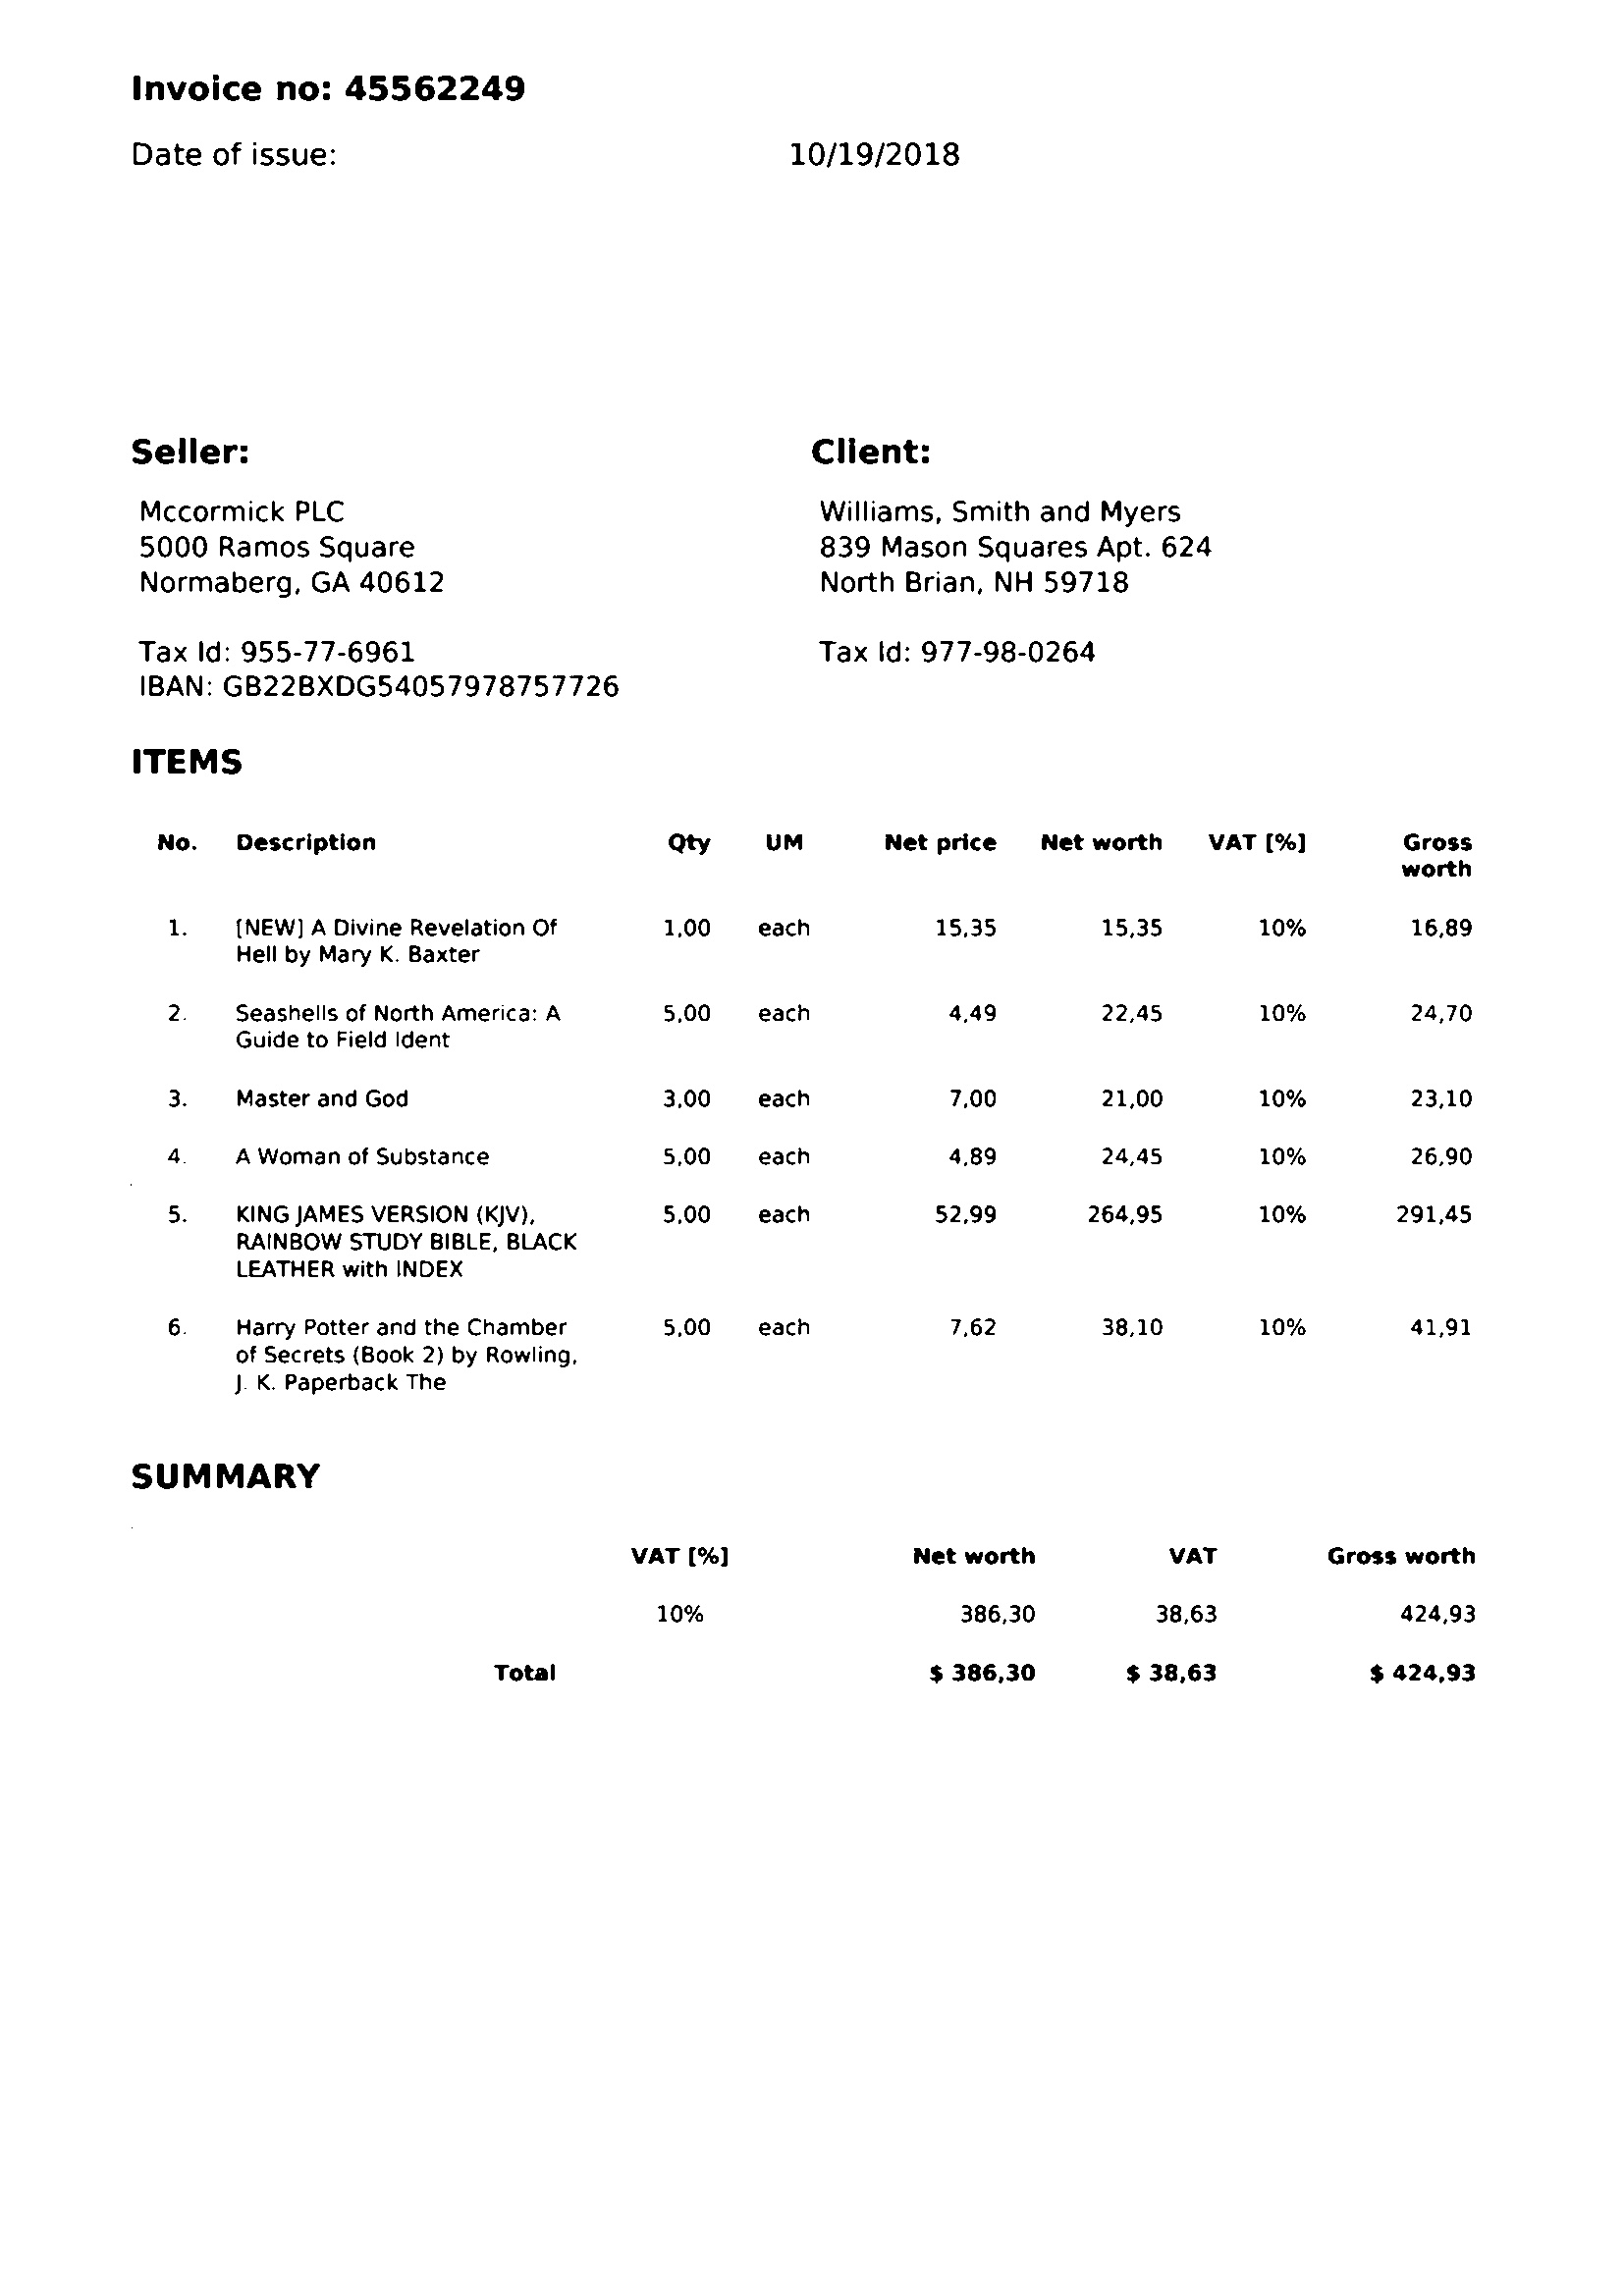 Invoice no: 45562249
Date of issue: 10/19/2018
Seller: Client:
Mccormick PLC Williams, Smith and Myers
5000 Ramos Square 839 Mason Squares Apt. 624
Normaberg, GA 40612 North Brian, NH 59718
Tax Id: 955-77-6961 Tax Id: 977-98-0264
IBAN: GB22BXDG54057978757726
ITEMS
No. Description Qty UM Net price Net worth VAT [%] Gross
worth
1. [NEW] A Divine Revelation Of 1,00 each 15,35 15,35 10% 16,89
Hell by Mary K. Baxter
2. Seashells of North America: A 5,00 each 4,49 22,45 10% 24,70
Guide to Field Ident
3. Master and God 3,00 each 7,00 21,00 10% 23,10
4. A Woman of Substance 5,00 each 4,89 24,45 10% 26,90
5. KING JAMES VERSION (KJV), 5,00 each 52,99 264,95 10% 291,45
RAINBOW STUDY BIBLE, BLACK
LEATHER with INDEX
6. Harry Potter and the Chamber 5,00 each 7,62 38,10 10% 41,91
of Secrets (Book 2) by Rowling,
J. K. Paperback The
SUMMARY
VAT [%] Net worth VAT Gross worth
10% 386,30 38,63 424,93
Total $ 386,30 $ 38,63 $ 424,93